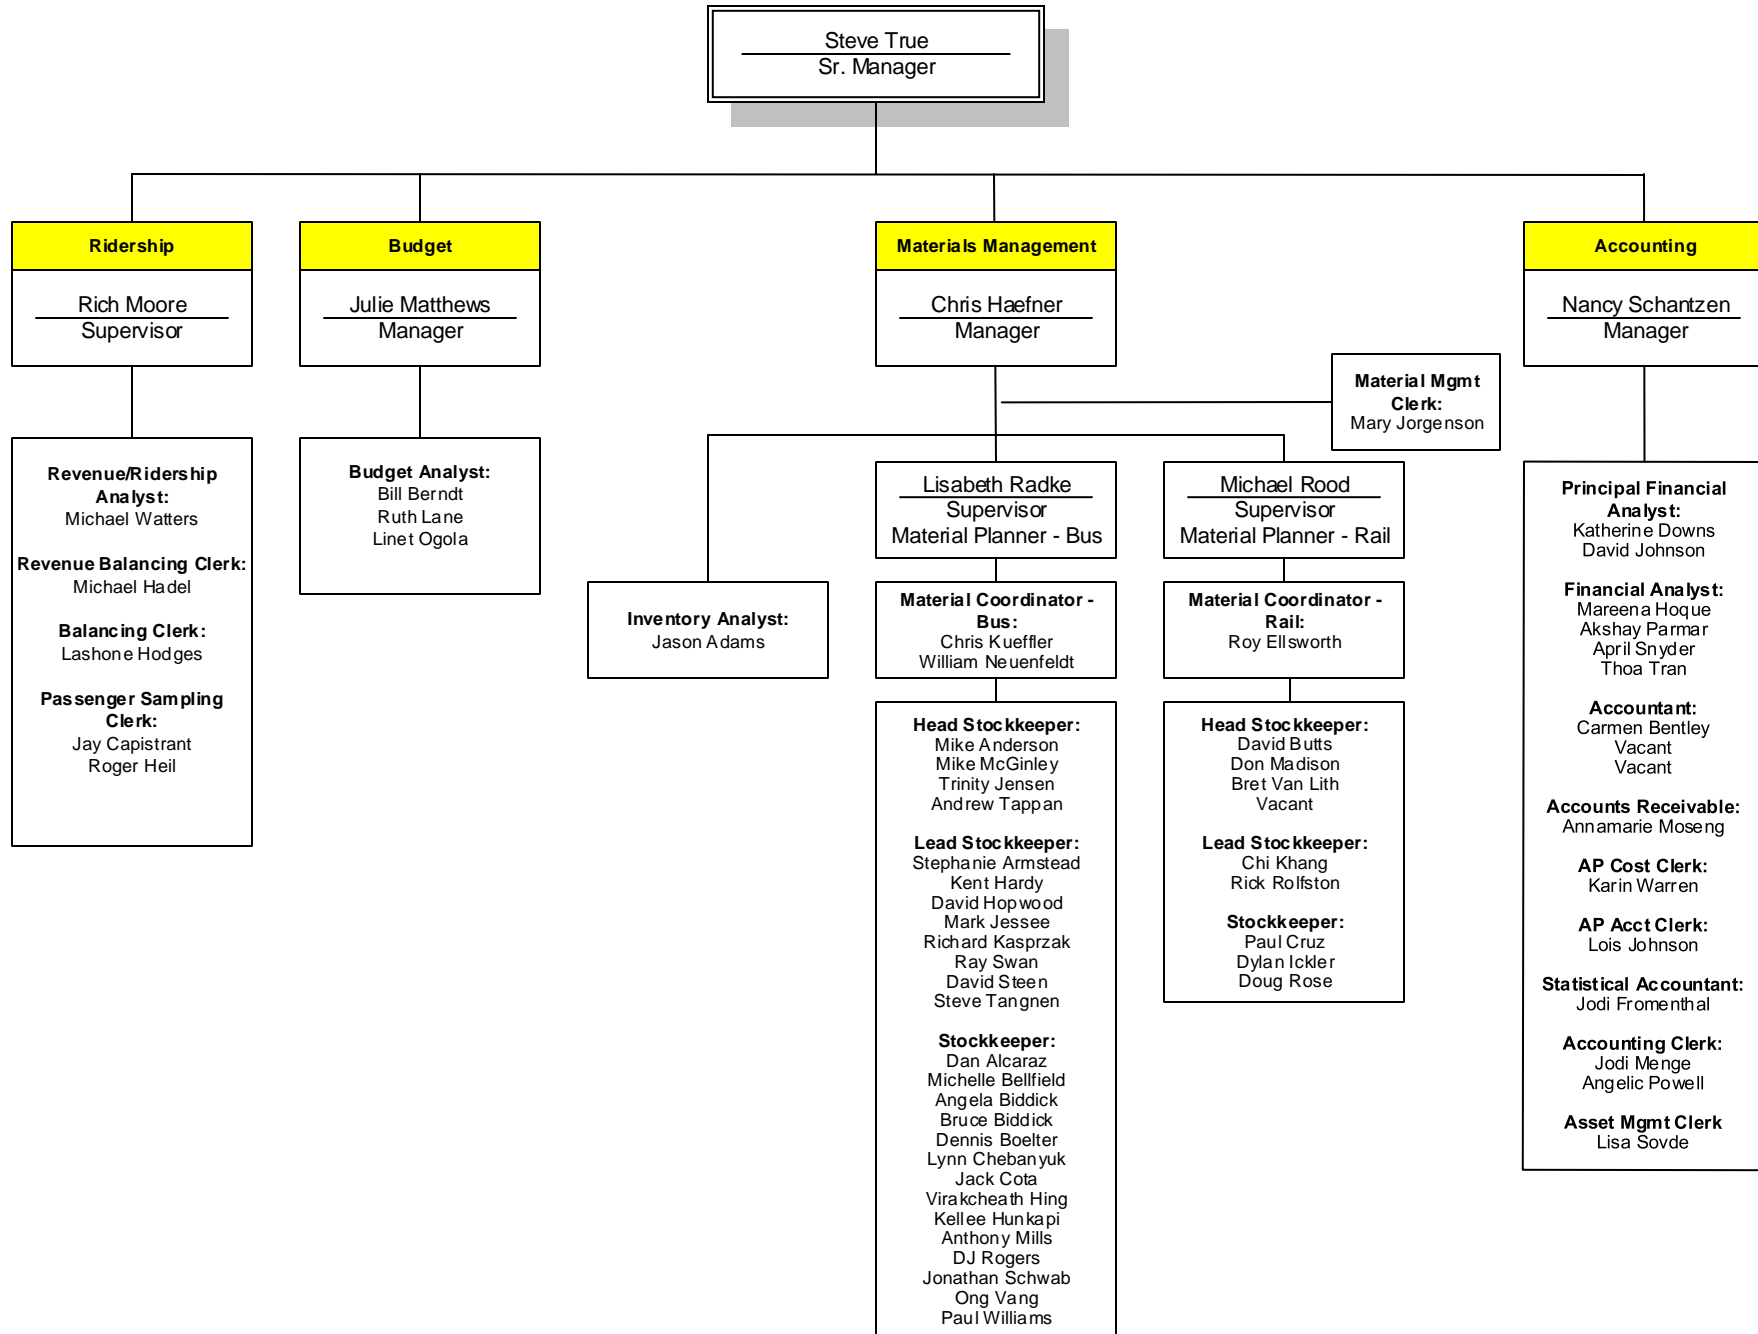 Steve True
Sr. Manager
Ridership
Rich Moore
Supervisor
Revenue/Ridership
Analyst:
Michael Watters
Revenue Balancing Clerk:
Michael Hadel
Balancing Clerk:
Lashone Hodges
Passenger Sampling
Clerk:
Jay Capistrant
Roger Heil
Budget
Julie Matthews
Manager
Budget Analyst:
Bill Berndt
Ruth Lane
Linet Ogola
Materials Management
Chris Haefner
Manager
Material Mgmt
Clerk:
Mary Jorgenson
Inventory Analyst:
Jason Adams
Lisabeth Radke
Supervisor
Material Planner - Bus
Material Coordinator -
Bus:
Chris Kueffler
William Neuenfeldt
Head Stockkeeper:
Mike Anderson
Mike McGinley
Trinity Jensen
Andrew Tappan
Lead Stockkeeper:
Stephanie Armstead
Kent Hardy
David Hopwood
Mark Jessee
Richard Kasprzak
Ray Swan
David Steen
Steve Tangnen
Stockkeeper:
Dan Alcaraz
Michelle Bellfield
Angela Biddick
Bruce Biddick
Dennis Boelter
Lynn Chebanyuk
Jack Cota
Virakcheath Hing
Kellee Hunkapi
Anthony Mills
DJ Rogers
Jonathan Schwab
Ong Vang
Paul Williams
Michael Rood
Supervisor
Material Planner - Rail
Material Coordinator -
Rail:
Roy Ellsworth
Head Stockkeeper:
David Butts
Don Madison
Bret Van Lith
Vacant
Lead Stockkeeper:
Chi Khang
Rick Rolfston
Stockkeeper:
Paul Cruz
Dylan Ickler
Doug Rose
Accounting
Nancy Schantzen
Manager
Principal Financial
Analyst:
Katherine Downs
David Johnson
Financial Analyst:
Mareena Hoque
Akshay Parmar
April Snyder
Thoa Tran
Accountant:
Carmen Bentley
Vacant
Vacant
Accounts Receivable:
Annamarie Moseng
AP Cost Clerk:
Karin Warren
AP Acct Clerk:
Lois Johnson
Statistical Accountant:
Jodi Fromenthal
Accounting Clerk:
Jodi Menge
Angelic Powell
Asset Mgmt Clerk
Lisa Sovde